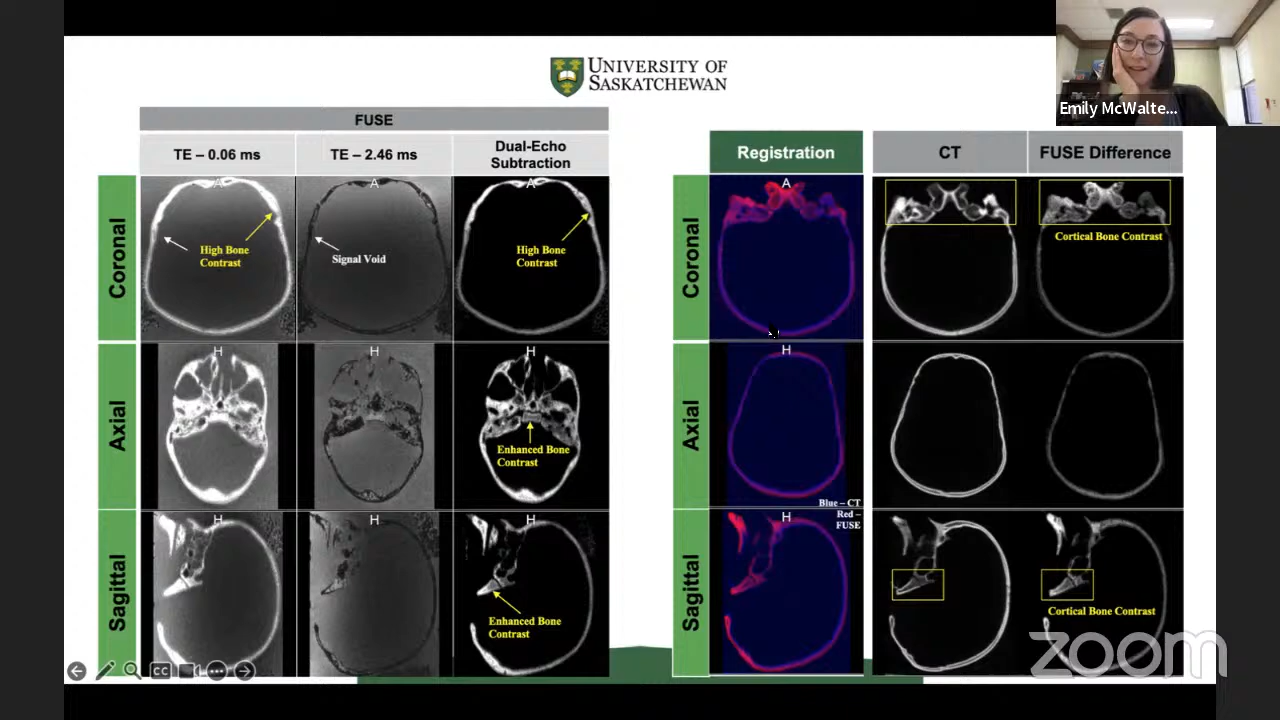 UNIVERSITY OF
SASKATCHEWAN
Emily McWalte...
FUSE
TE – 0.06 ms
TE – 2.46 ms
Dual-Echo
Subtraction
Registration
CT
FUSE Difference
Coronal
A
High Bone
Contrast
A
Signal Void
A
High Bone
Contrast
Coronal
A
Cortical Bone Contrast
Axial
H
H
H
Enhanced Bone
Contrast
Axial
H
Blue – CT
Red –
FUSE
Sagittal
H
H
H
Enhanced Bone
Contrast
Sagittal
H
Cortical Bone Contrast
CC
zoom